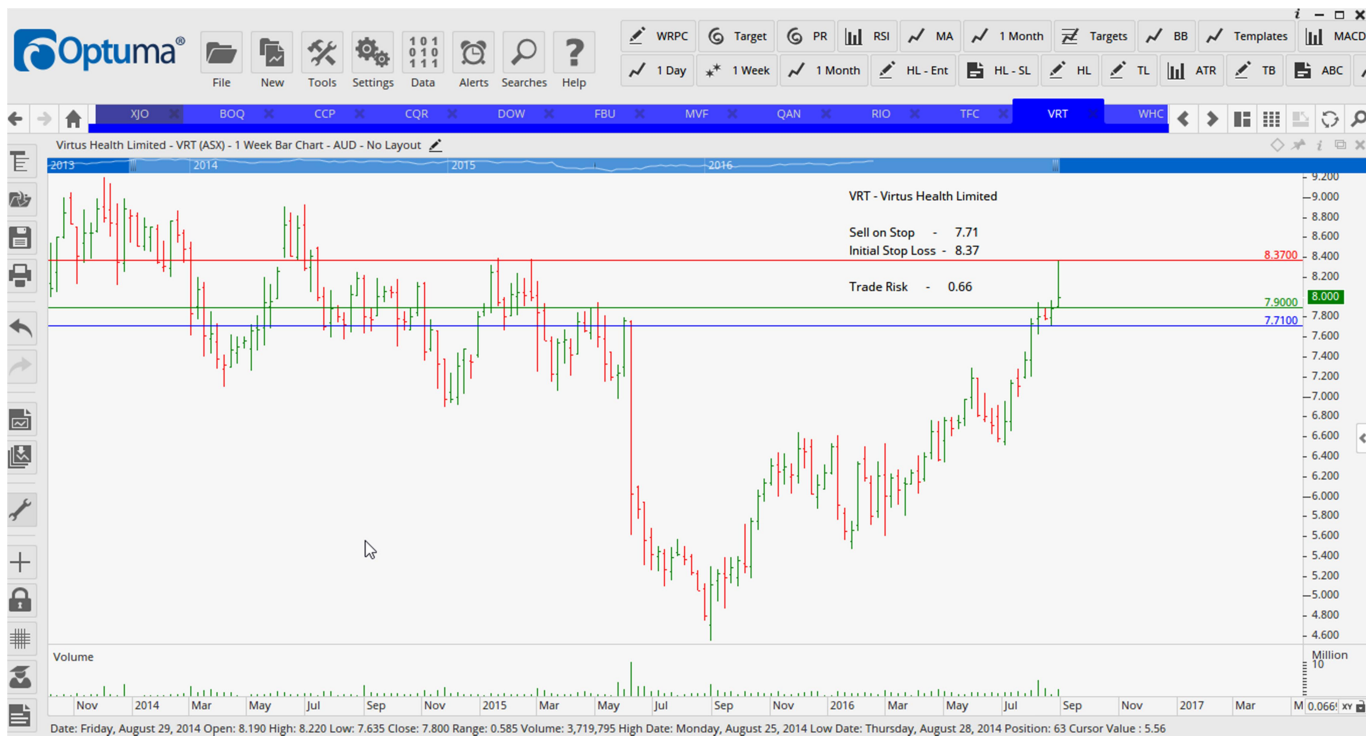 i
Optuma®
File New Tools Settings Data Alerts Searches Help
101
010
111
WRPC Target PR RSI MA 1 Month Targets BB Templates MACD
1 Day 1 Week 1 Month HL - Ent HL - SL HL TL ATR TB ABC
XJO BOQ CCP CQR DOW FBU MVF QAN RIO TFC VRT WHC
Virtus Health Limited - VRT (ASX) - 1 Week Bar Chart - AUD - No Layout
2013 2014 2015 2016
VRT - Virtus Health Limited
Sell on Stop - 7.71
Initial Stop Loss - 8.37
Trade Risk - 0.66
8.3700
7.9000
7.7100
9.200
9.000
8.800
8.600
8.400
8.200
8.000
7.800
7.600
7.400
7.200
7.000
6.800
6.600
6.400
6.200
6.000
5.800
5.600
5.400
5.200
5.000
4.800
4.600
Volume
Million
10
Nov 2014 Mar May Jul Sep Nov 2015 Mar May Jul Sep Nov 2016 Mar May Jul Sep Nov 2017 Mar M 0.066! XY
Date: Friday, August 29, 2014 Open: 8.190 High: 8.220 Low: 7.635 Close: 7.800 Range: 0.585 Volume: 3,719,795 High Date: Monday, August 25, 2014 Low Date: Thursday, August 28, 2014 Position: 63 Cursor Value : 5.56